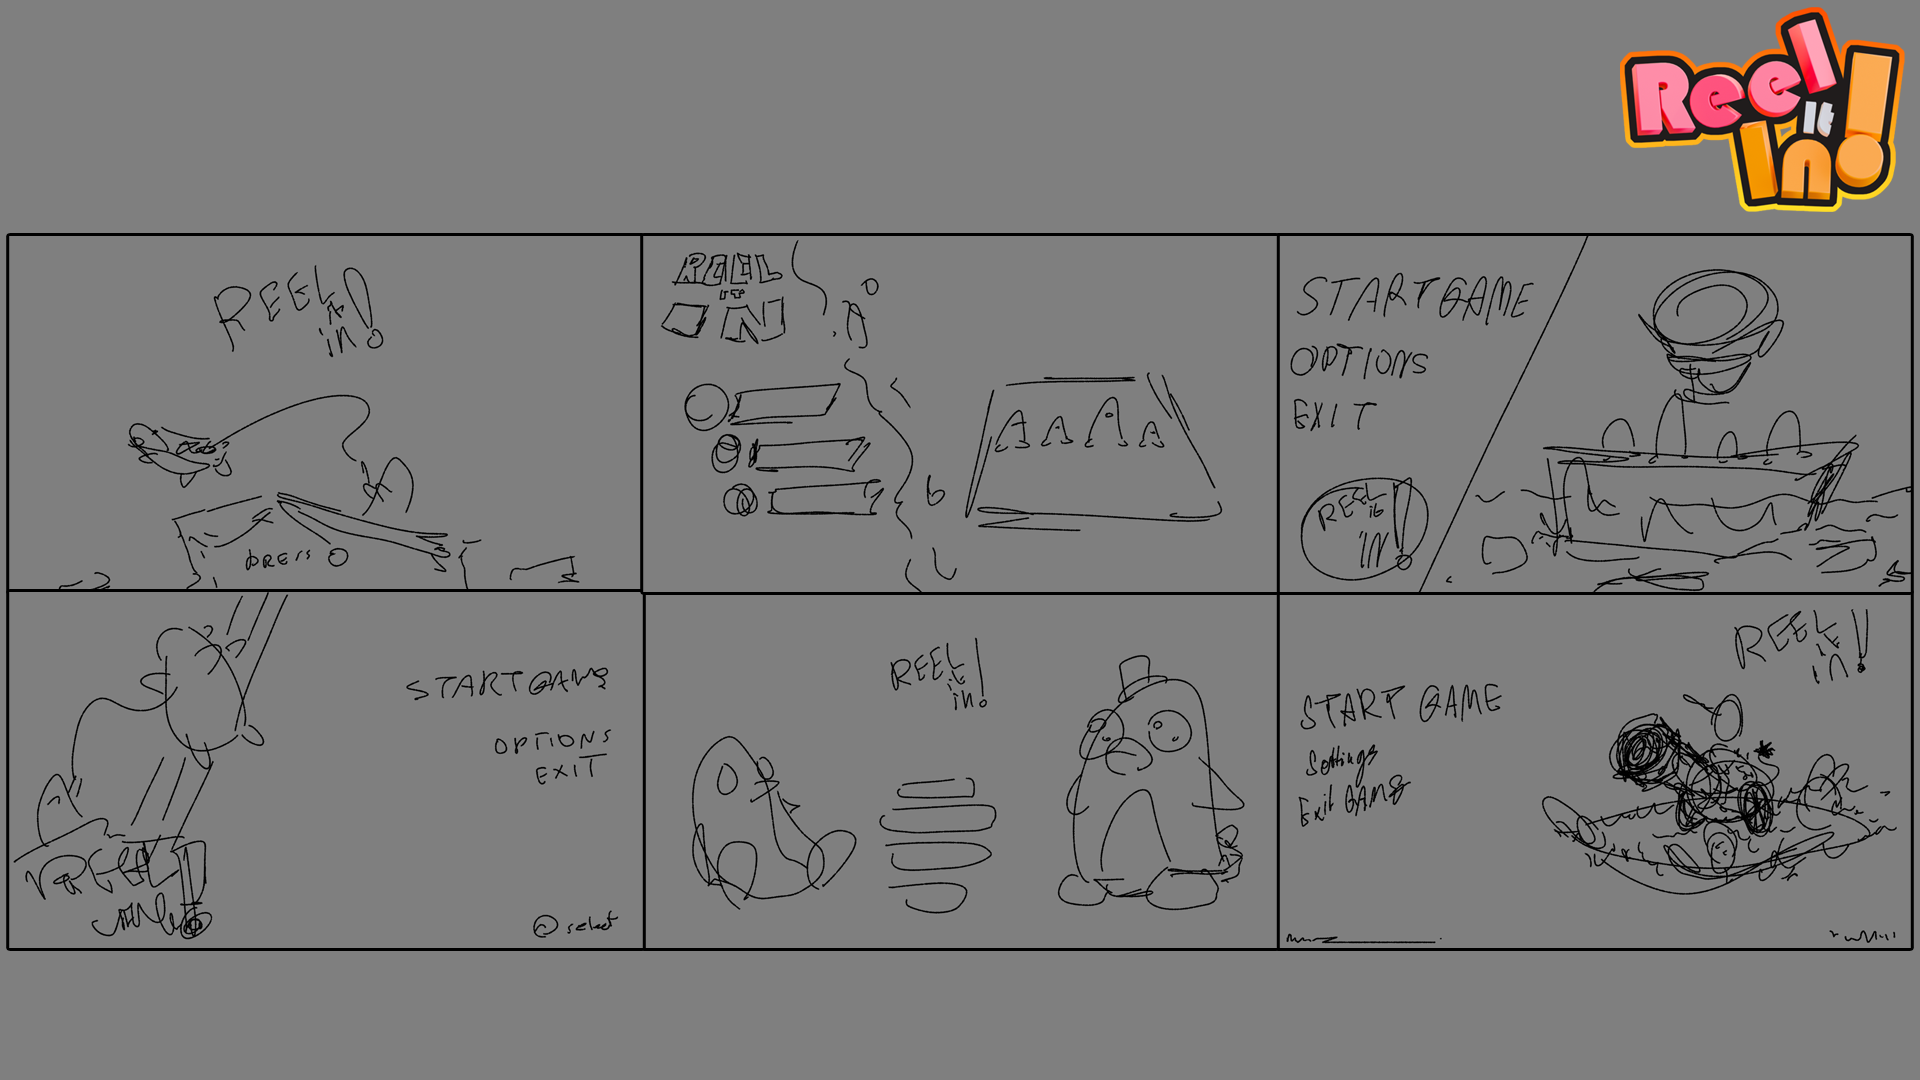 Reel
It
In!
REEL
it
in!
PRESS O
REEL
IT
IN
START GAME
OPTIONS
EXIT
REEL
it
IN!
START GAME
OPTIONS
EXIT
REEL
select
REEL
it
in!
REEL
it
in!
START GAME
Settings
Exit GAME